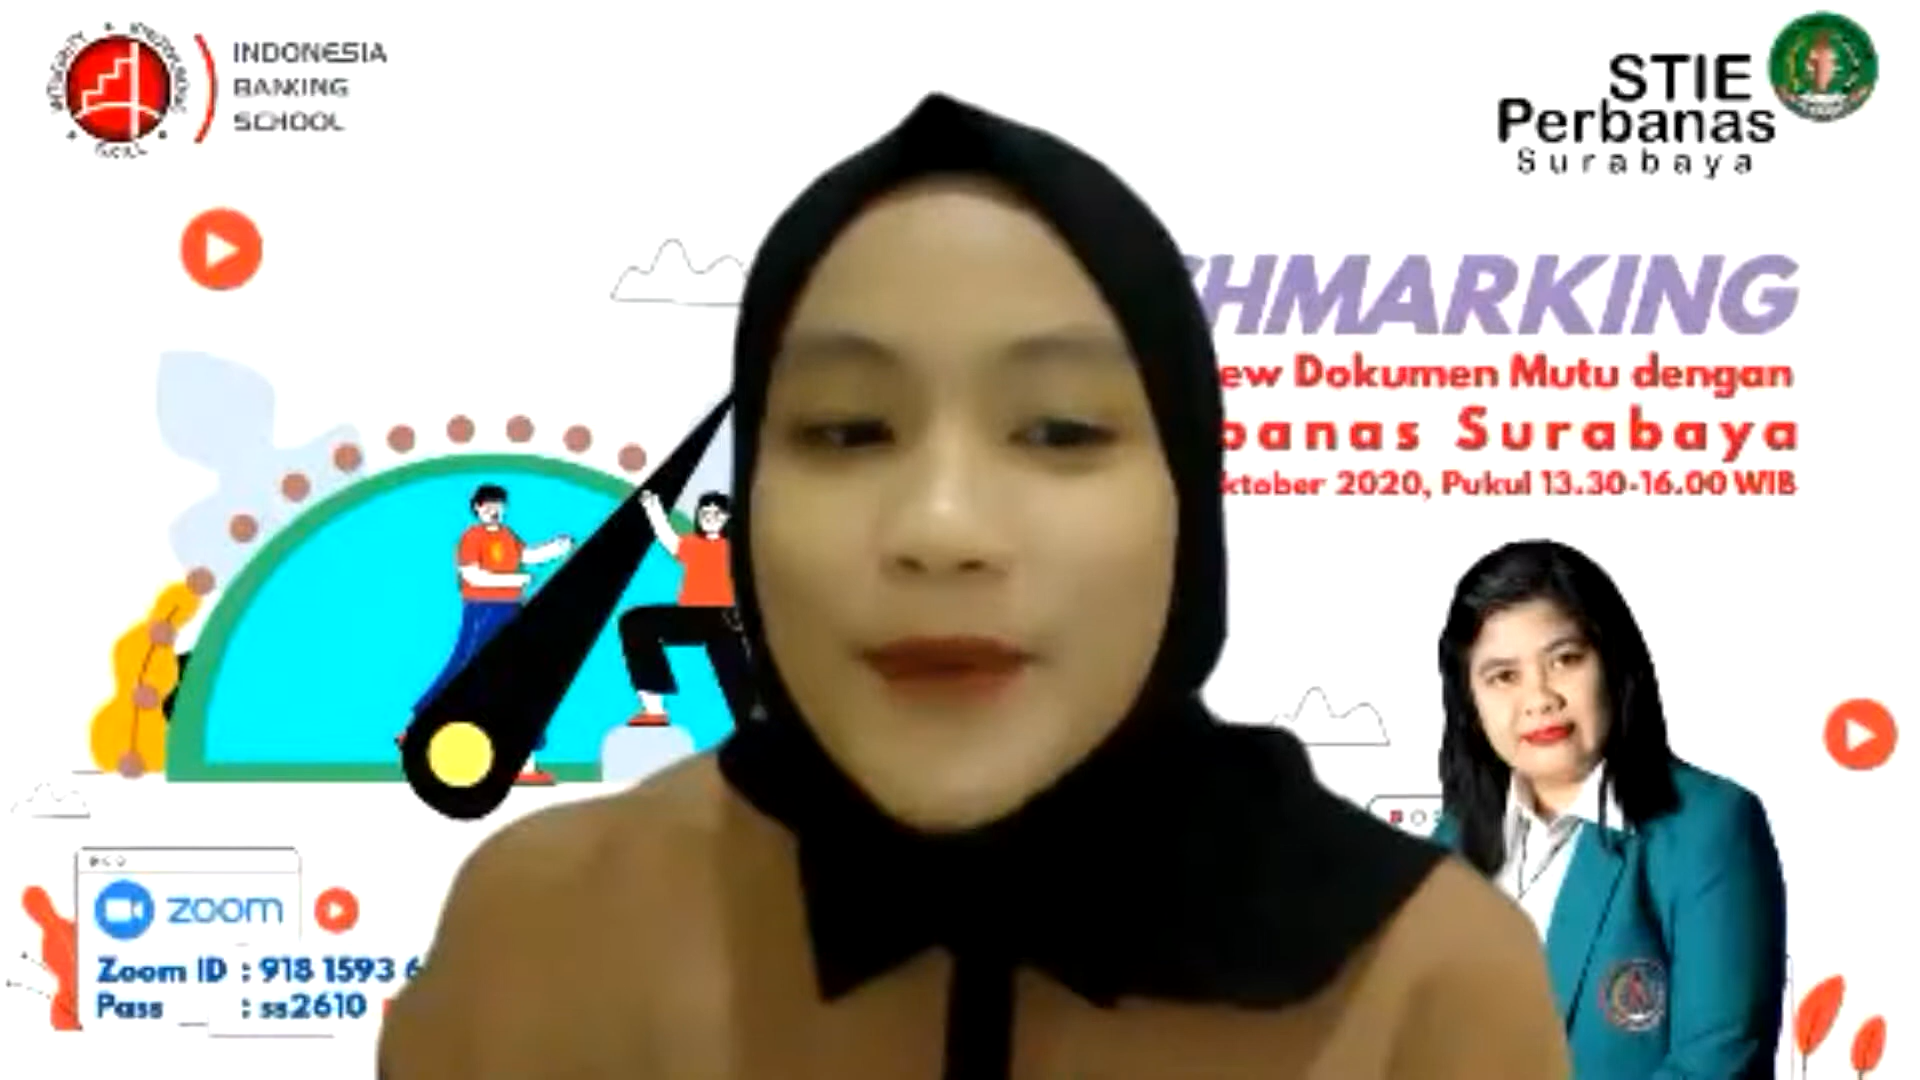 INDONESIA
BANKING
SCHOOL
STIE
Perbanas
Surabaya
HMARKING
ew Dokumen Mutu dengan
banas Surabaya
ktober 2020, Pukul 13.30-16.00 WIB
zoom
Zoom ID : 918 1593 6
Pass : ss2610